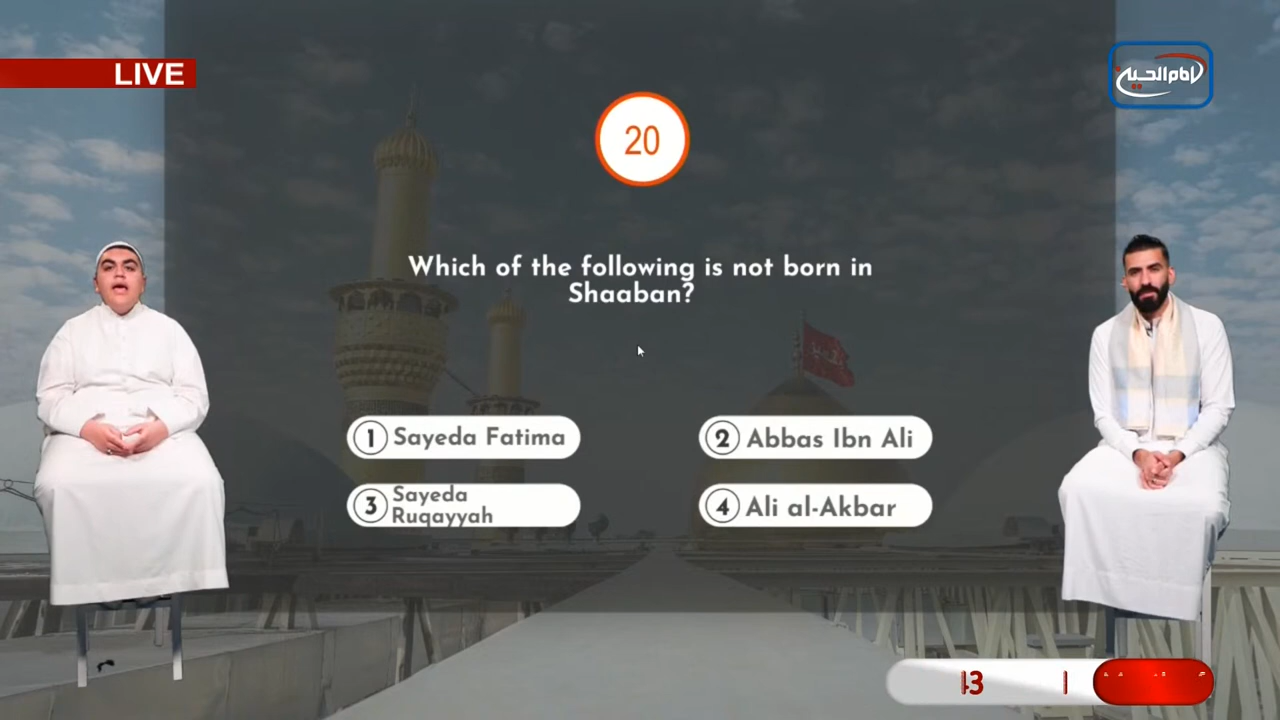 LIVE
20
Which of the following is not born in
Shaaban?
1 Sayeda Fatima
2 Abbas Ibn Ali
3 Sayeda
Ruqayyah
4 Ali al-Akbar